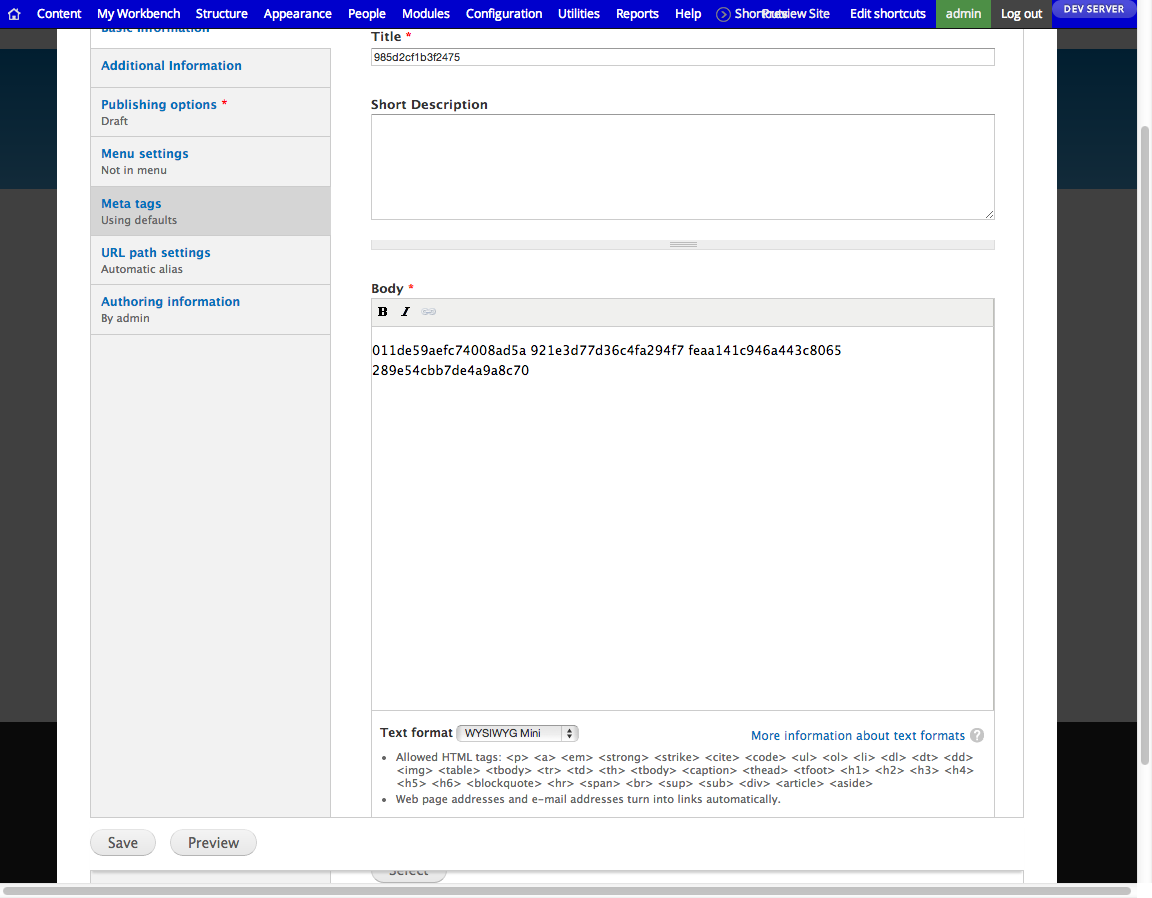 Content My Workbench Structure Appearance People Modules Configuration Utilities Reports Help Shortcuts Preview Site Edit shortcuts admin Log out DEV SERVER
Basic Information
Additional Information
Publishing options *
Draft
Menu settings
Not in menu
Meta tags
Using defaults
URL path settings
Automatic alias
Authoring information
By admin
Title *
985d2cf1b3f2475
Short Description
Body *
B I
011de59aefc74008ad5a 921e3d77d36c4fa294f7 feaa141c946a443c8065
289e54cbb7de4a9a8c70
Text format WYSIWYG Mini More information about text formats ?
• Allowed HTML tags: <p> <a> <em> <strong> <strike> <cite> <code> <ul> <ol> <li> <dl> <dt> <dd>
<img> <table> <tbody> <tr> <td> <th> <tbody> <caption> <thead> <tfoot> <h1> <h2> <h3> <h4>
<h5> <h6> <blockquote> <hr> <span> <br> <sup> <sub> <div> <article> <aside>
• Web page addresses and e-mail addresses turn into links automatically.
Save Preview
Select